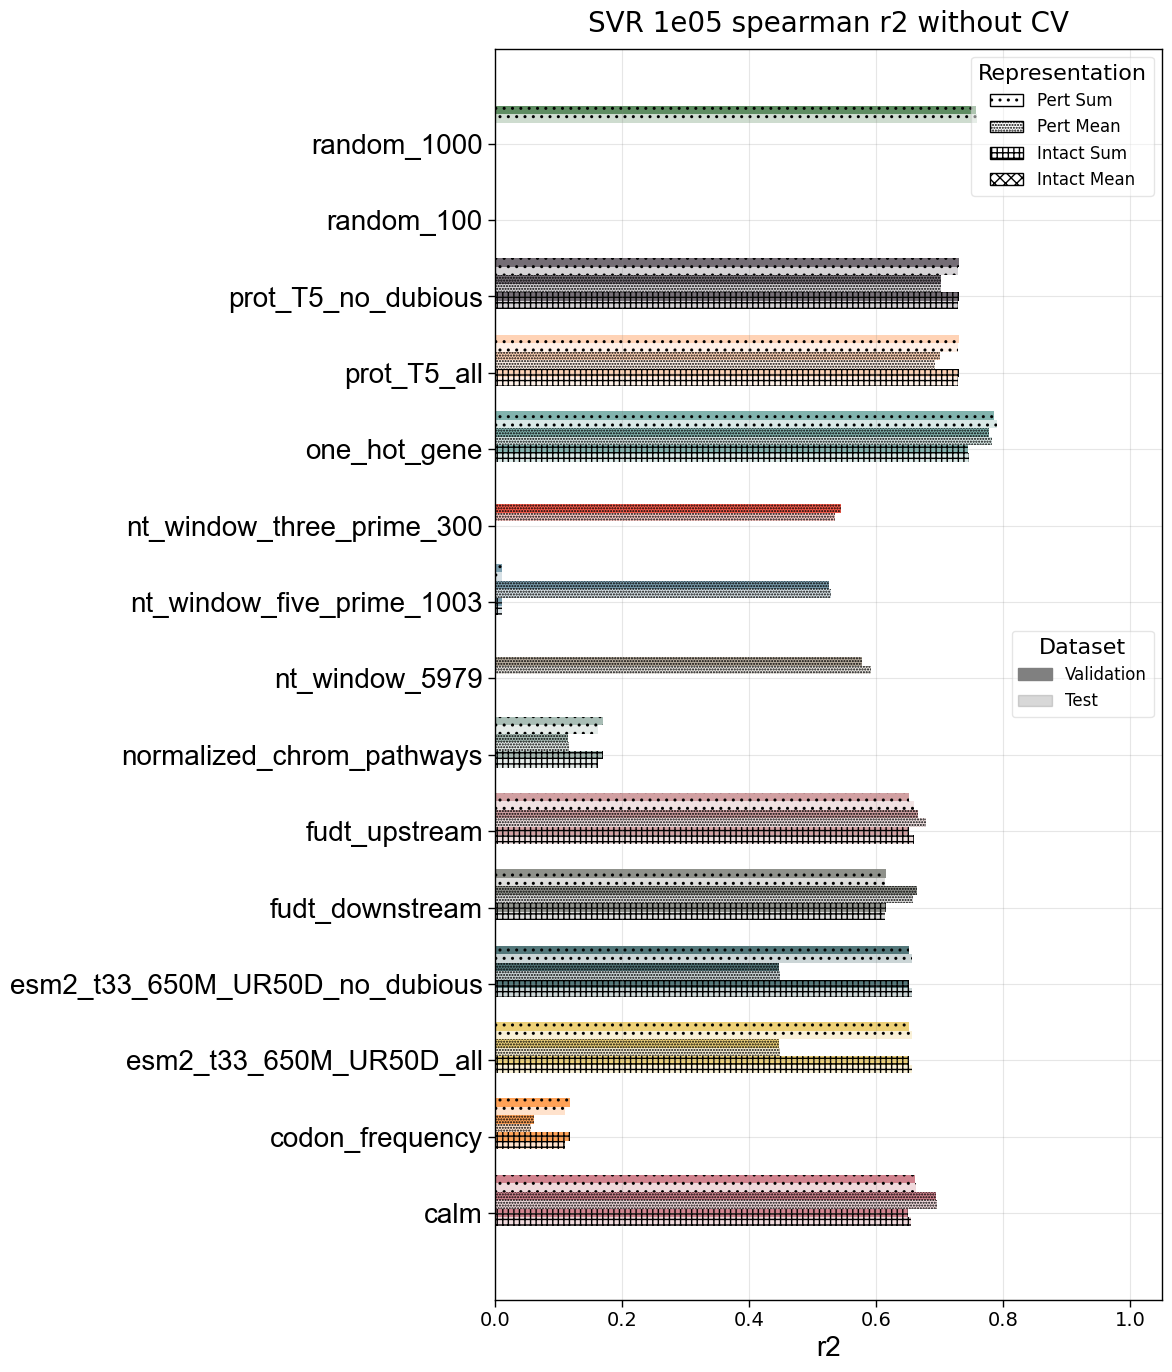 SVR 1e05 spearman r2 without CV
Representation
Pert Sum
Pert Mean
Intact Sum
Intact Mean
random_1000
random_100
prot_T5_no_dubious
prot_T5_all
one_hot_gene
nt_window_three_prime_300
nt_window_five_prime_1003
Dataset
Validation
Test
nt_window_5979
normalized_chrom_pathways
fudt_upstream
fudt_downstream
esm2_t33_650M_UR50D_no_dubious
esm2_t33_650M_UR50D_all
codon_frequency
calm
0.0 0.2 0.4 0.6 0.8 1.0
r2